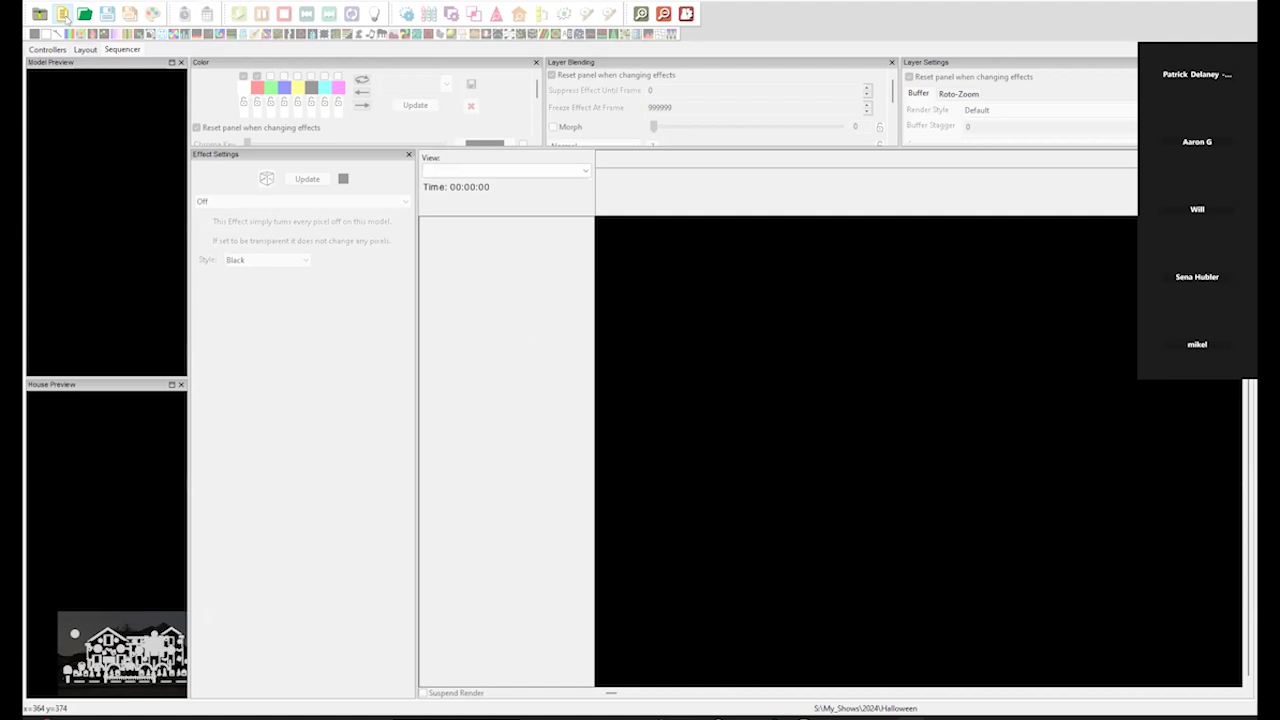 Controllers Layout Sequencer
Model Preview
Color
Layer Blending
Layer Settings
Reset panel when changing effects
Reset panel when changing effects
Suppress Effect Until Frame 0
Buffer Roto-Zoom
Update
Freeze Effect At Frame 999999
Render Style Default
Reset panel when changing effects
Morph 0
Buffer Stagger 0
Effect Settings
View:
Update
Time: 00:00:00
Off
This Effect simply turns every pixel off on this model.
If set to be transparent it does not change any pixels.
Style: Black
House Preview
Suspend Render
x=364 y=374
S:\My_Shows\2024\Halloween
Patrick Delaney -...
Aaron G
Will
Sena Hubler
mikel